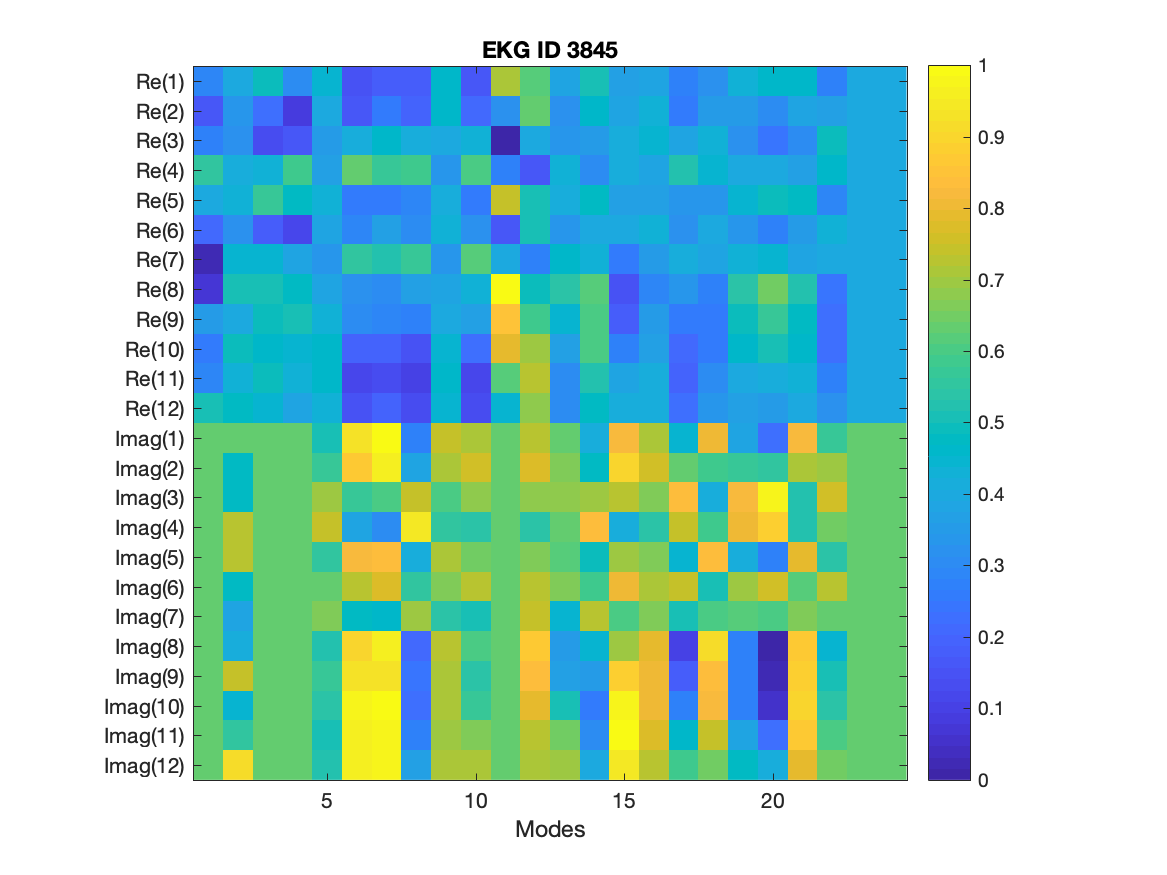 EKG ID 3845
Re(1)
Re(2)
Re(3)
Re(4)
Re(5)
Re(6)
Re(7)
Re(8)
Re(9)
Re(10)
Re(11)
Re(12)
Imag(1)
Imag(2)
Imag(3)
Imag(4)
Imag(5)
Imag(6)
Imag(7)
Imag(8)
Imag(9)
Imag(10)
Imag(11)
Imag(12)
5 10 15 20
Modes
1
0.9
0.8
0.7
0.6
0.5
0.4
0.3
0.2
0.1
0